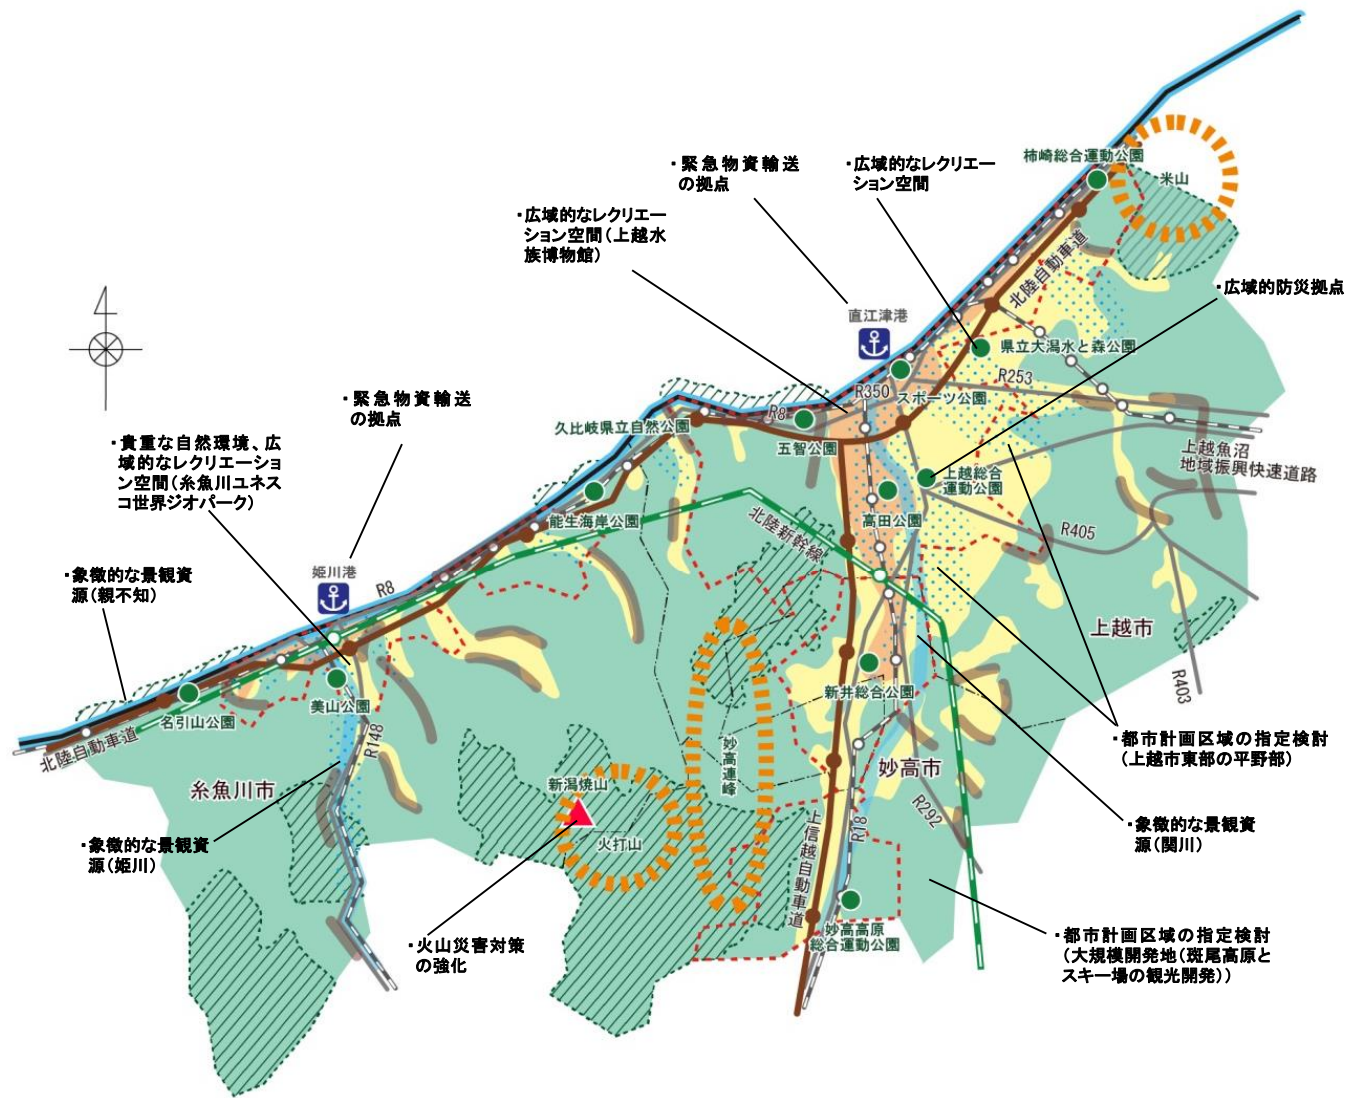 柿崎総合運動公園
米山
・緊急物資輸送
の拠点
・広域的なレクリエー
ション空間
・広域的なレクリエー
ション空間(上越水
族博物館)
北陸自動車道
・広域的防災拠点
直江津港
県立大潟水と森公園
R253
R350
スポーツ公園
R8
・緊急物資輸送
の拠点
久比岐県立自然公園
五智公園
上越魚沼
地域振興快速道路
・貴重な自然環境、広
域的なレクリエーショ
ン空間(糸魚川ユネス
コ世界ジオパーク)
上越総合
運動公園
能生海岸公園
北陸新幹線
高田公園
R405
・象徴的な景観資
源(親不知)
姫川港
R8
上越市
R403
名引山公園
美山公園
新井総合公園
北陸自動車道
R148
妙高連峰
妙高市
・都市計画区域の指定検討
(上越市東部の平野部)
糸魚川市
新潟焼山
火打山
R292
R18
上信越自動車道
・象徴的な景観資
源(関川)
・象徴的な景観資
源(姫川)
・火山災害対策
の強化
妙高高原
総合運動公園
・都市計画区域の指定検討
(大規模開発地(斑尾高原と
スキー場の観光開発))